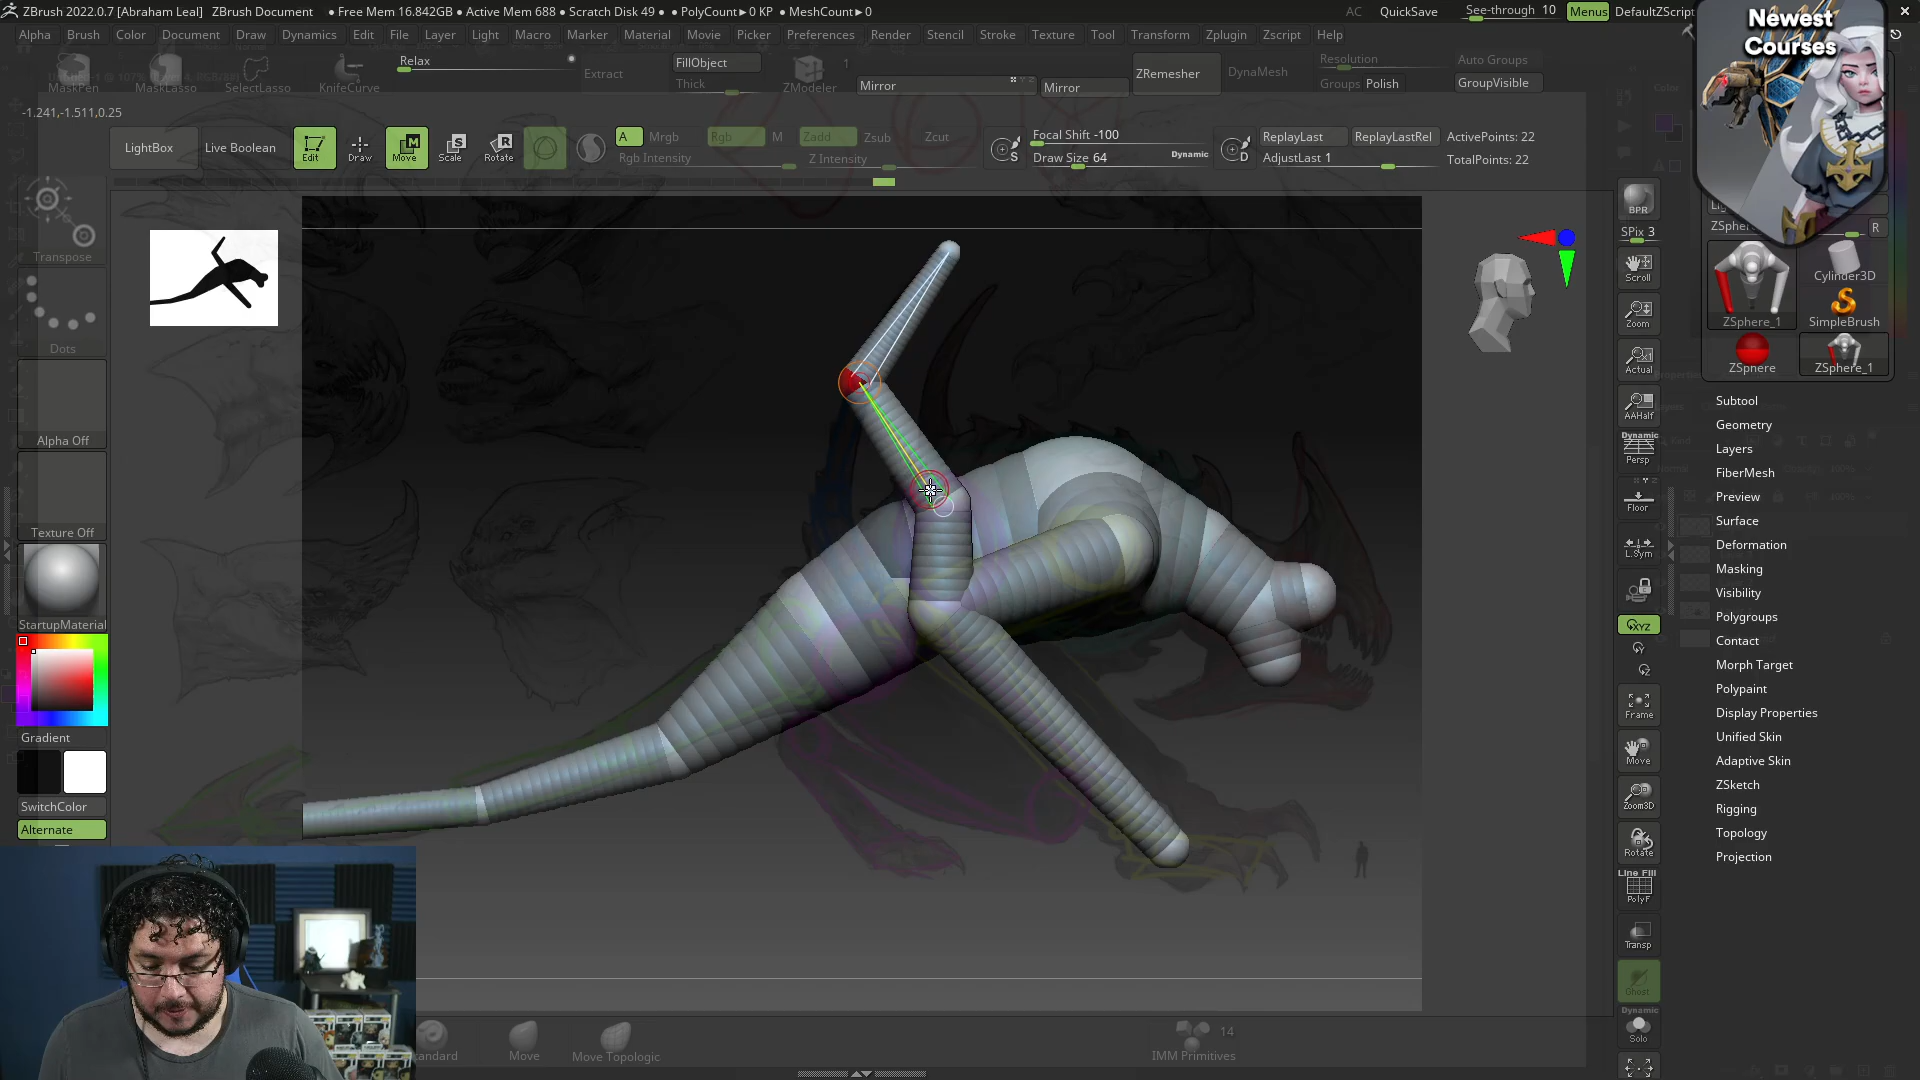 ZBrush 2022.0.7 [Abraham Leal] ZBrush Document • Free Mem 16.842GB • Active Mem 688 • Scratch Disk 49 • PolyCount► 0 KP • MeshCount► 0 AC QuickSave See-through 10 Menus DefaultZScript
Alpha Brush Color Document Draw Dynamics Edit File Layer Light Macro Marker Material Movie Picker Preferences Render Stencil Stroke Texture Tool Transform Zplugin Zscript Help
Newest
Courses
MaskPen MaskLasso SelectLasso KnifeCurve Relax Extract FillObject
Thick ZModeler 1 Mirror Mirror ZRemesher DynaMesh Resolution
Groups Polish Auto Groups
GroupVisible
-1.241,-1.511,0.25
LightBox Live Boolean Edit Draw Move Scale Rotate A Mrgb Rgb M Zadd Zsub Zcut
Rgb Intensity Z Intensity
Focal Shift -100
Draw Size 64 Dynamic
ReplayLast ReplayLastRel ActivePoints: 22
AdjustLast 1 TotalPoints: 22
Transpose
Dots
Alpha Off
Texture Off
StartupMaterial
Gradient
SwitchColor
Alternate
BPR
SPix 3
Scroll
Zoom
Actual
AAHalf
Dynamic
Persp
Floor
L.Sym
XYZ
Frame
Move
Zoom3D
Rotate
Line Fill
PolyF
Transp
Ghost
Dynamic
Solo
R
ZSphere_1 Cylinder3D
SimpleBrush
ZSphere ZSphere_1
Subtool
Geometry
Layers
FiberMesh
Preview
Surface
Deformation
Masking
Visibility
Polygroups
Contact
Morph Target
Polypaint
Display Properties
Unified Skin
Adaptive Skin
ZSketch
Rigging
Topology
Projection
Move Move Topologic IMM Primitives 14